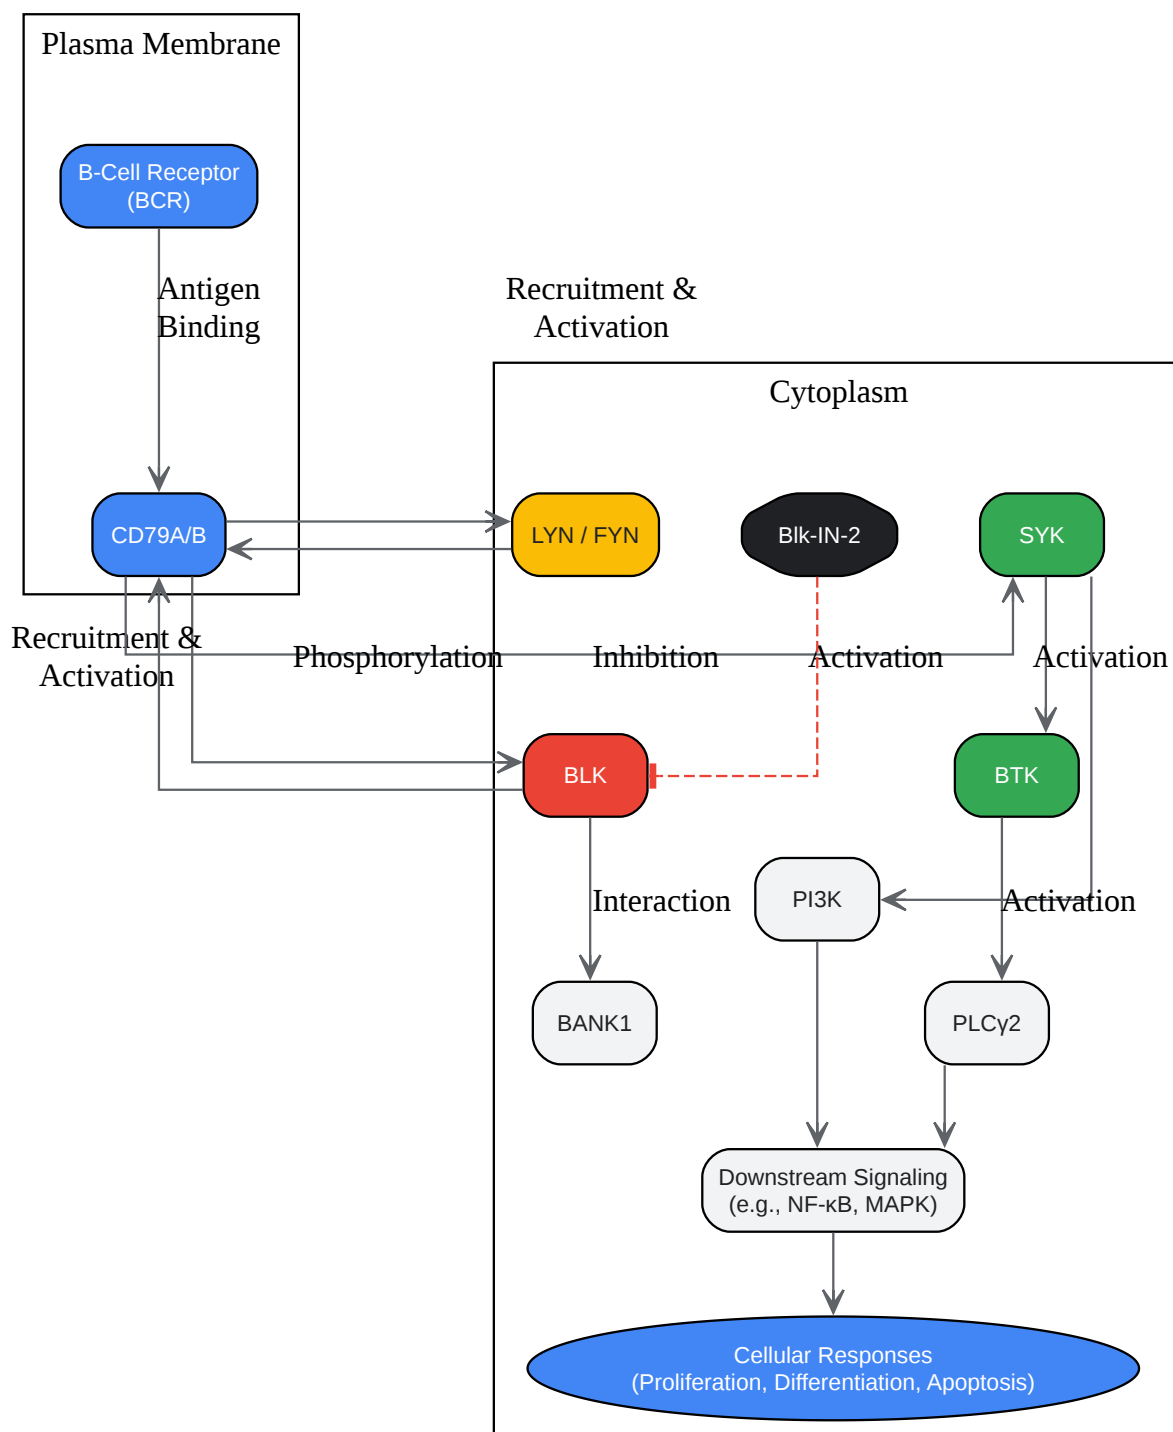 Plasma Membrane
B-Cell Receptor
(BCR)
Antigen
Binding
Recruitment &
Activation
Cytoplasm
CD79A/B
LYN / FYN
Blk-IN-2
SYK
Recruitment &
Activation
Phosphorylation
Inhibition
Activation
Activation
BLK
BTK
PI3K
Interaction
Activation
BANK1
PLCγ2
Downstream Signaling
(e.g., NF-κB, MAPK)
Cellular Responses
(Proliferation, Differentiation, Apoptosis)